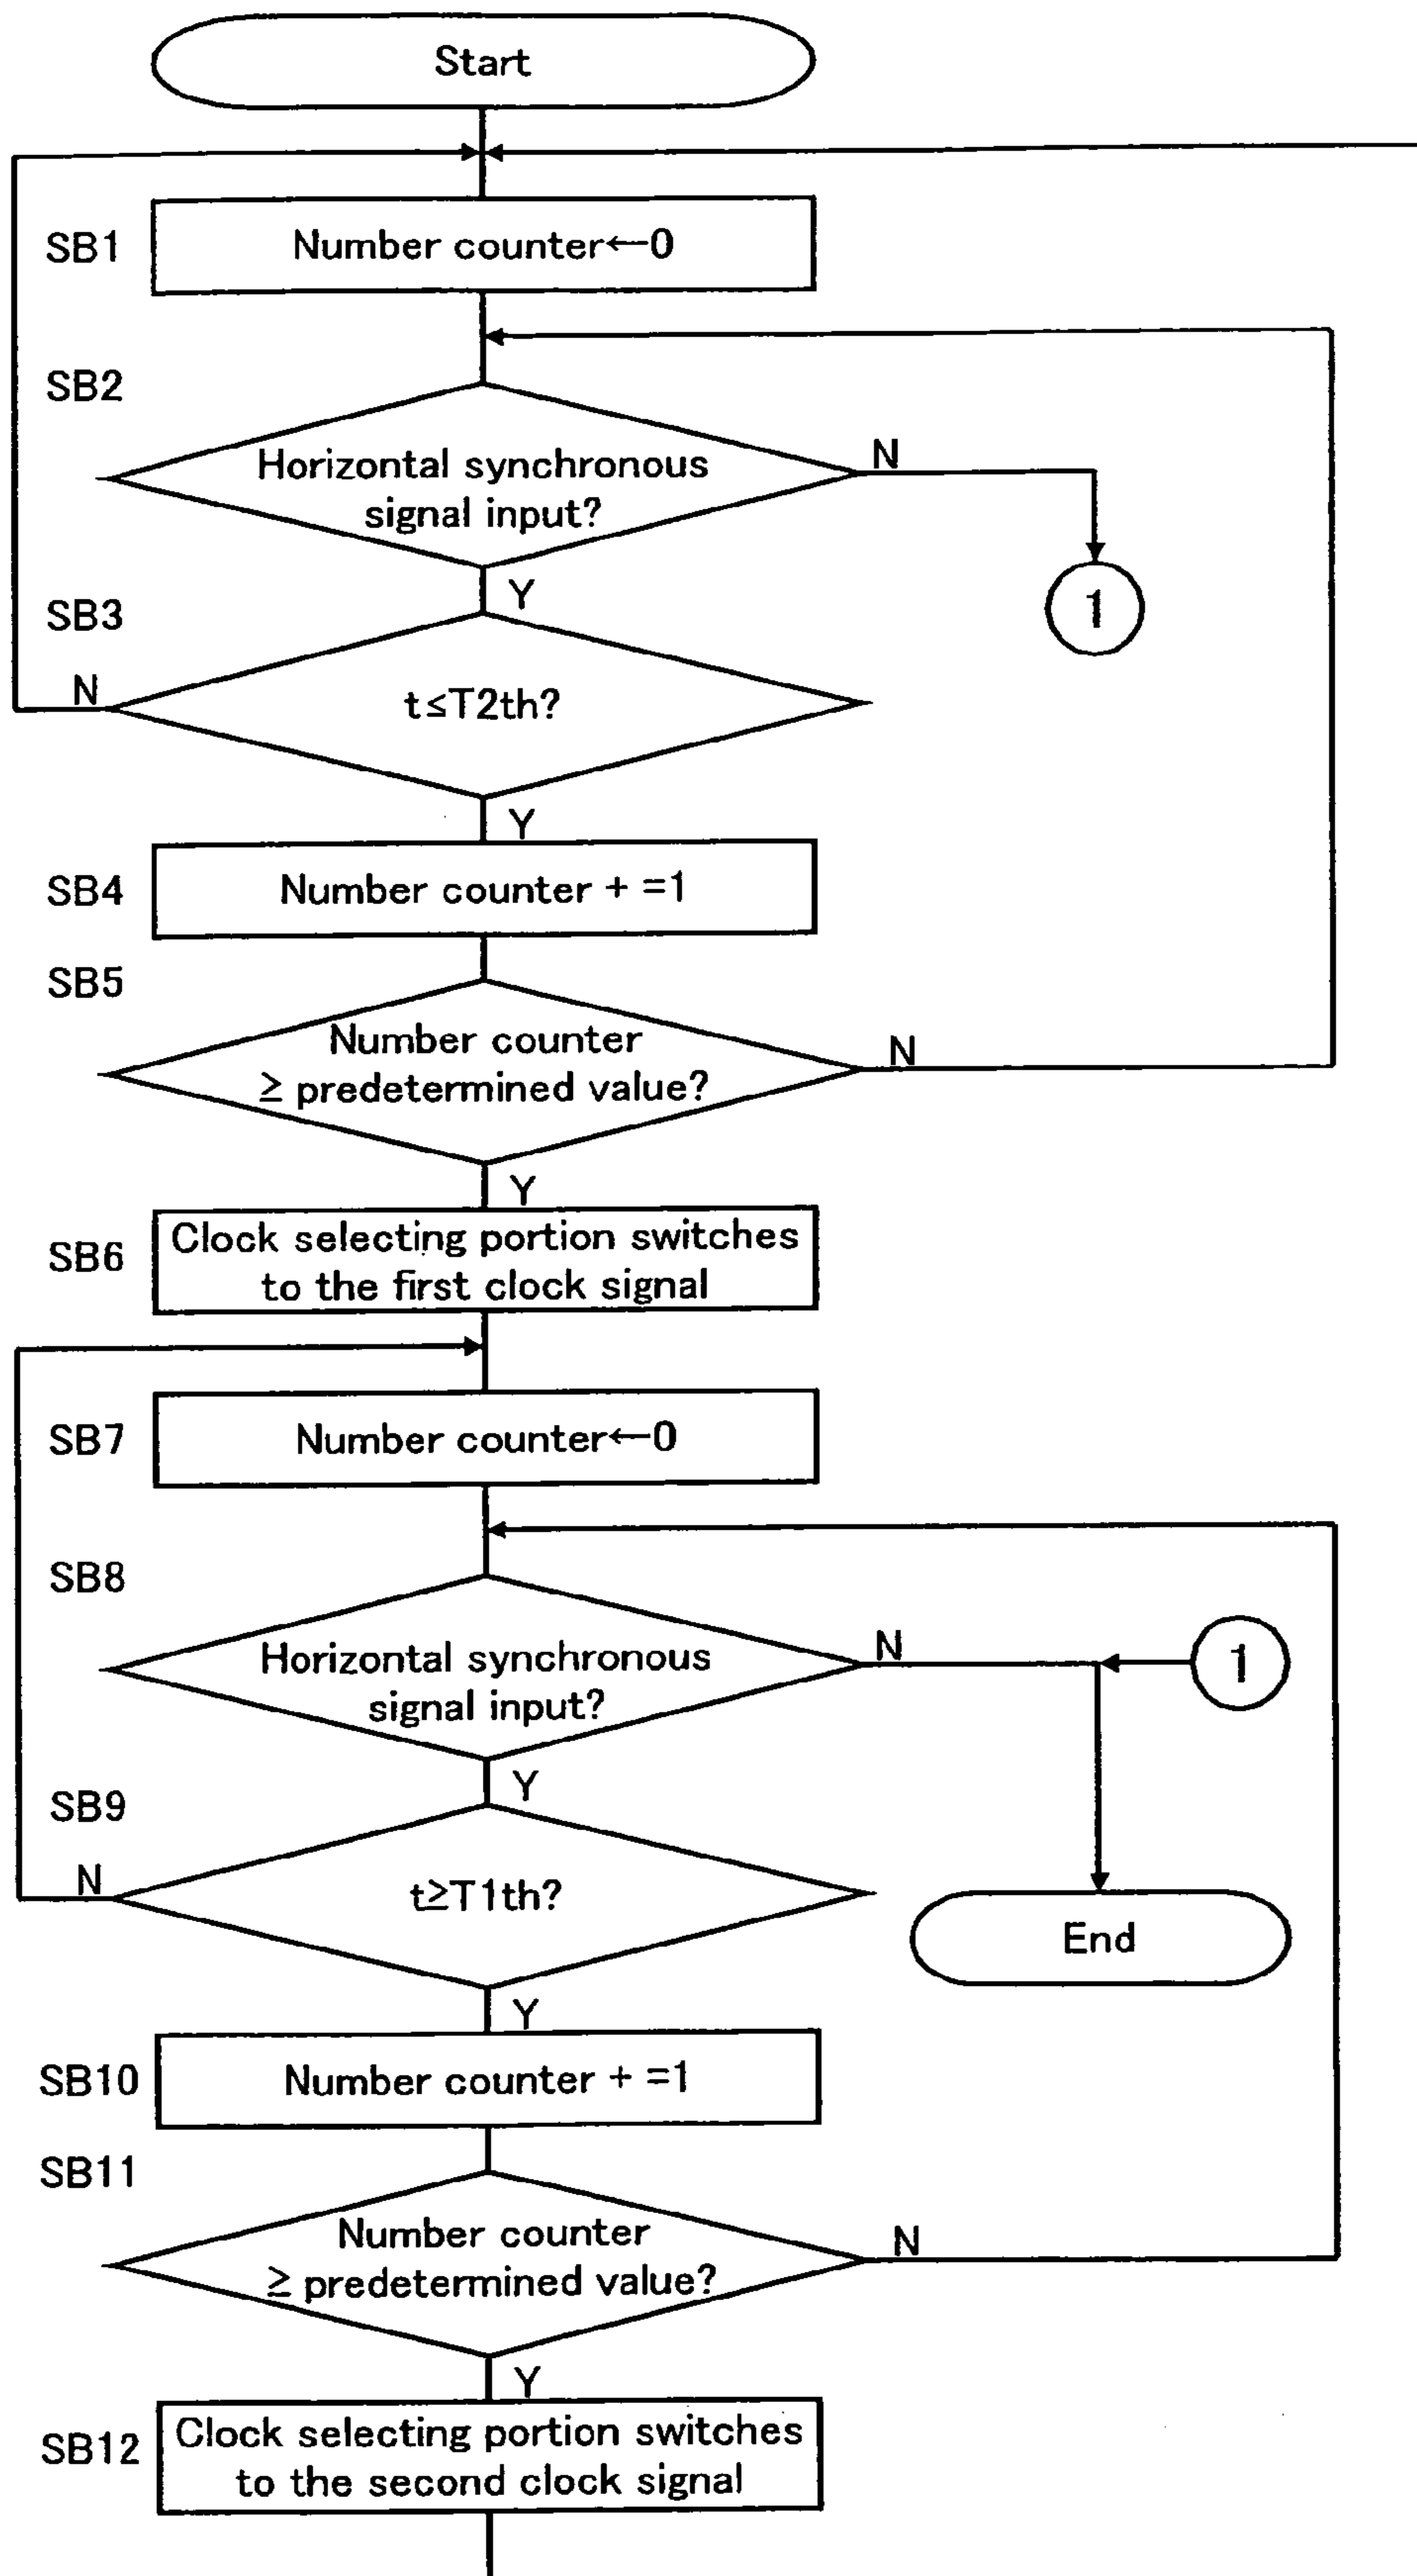 Start
SB1
Number counter←0
SB2
Horizontal synchronous
signal input?
N
1
Y
SB3
N
t≤T2th?
Y
SB4
Number counter + =1
SB5
Number counter
≥ predetermined value?
N
Y
SB6
Clock selecting portion switches
to the first clock signal
SB7
Number counter←0
SB8
Horizontal synchronous
signal input?
N
1
Y
SB9
N
t≥T1th?
End
Y
SB10
Number counter + =1
SB11
Number counter
≥ predetermined value?
N
Y
SB12
Clock selecting portion switches
to the second clock signal